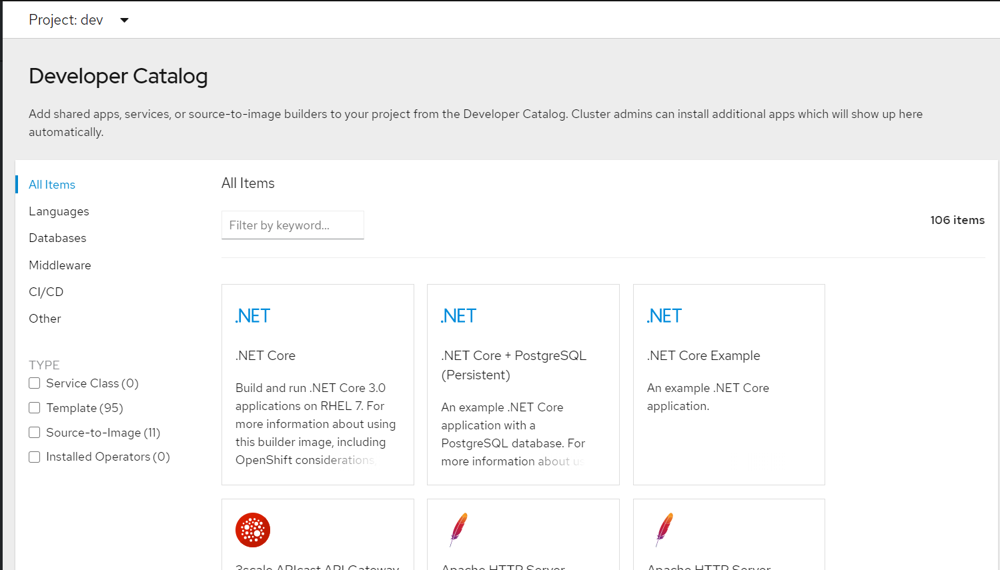 Project: dev
Developer Catalog
Add shared apps, services, or source-to-image builders to your project from the Developer Catalog. Cluster admins can install additional apps which will show up here
automatically.
All Items
Languages
Databases
Middleware
CI/CD
Other
TYPE
Service Class (0)
Template (95)
Source-to-Image (11)
Installed Operators (0)
All Items
Filter by keyword...
106 items
.NET
.NET Core
Build and run .NET Core 3.0
applications on RHEL 7. For
more information about using
this builder image, including
OpenShift considerations,
.NET
.NET Core + PostgreSQL
(Persistent)
An example .NET Core
application with a
PostgreSQL database. For
more information about us
.NET
.NET Core Example
An example .NET Core
application.
3scale APIcast API Gateway
Apache HTTP Server
Apache HTTP Server